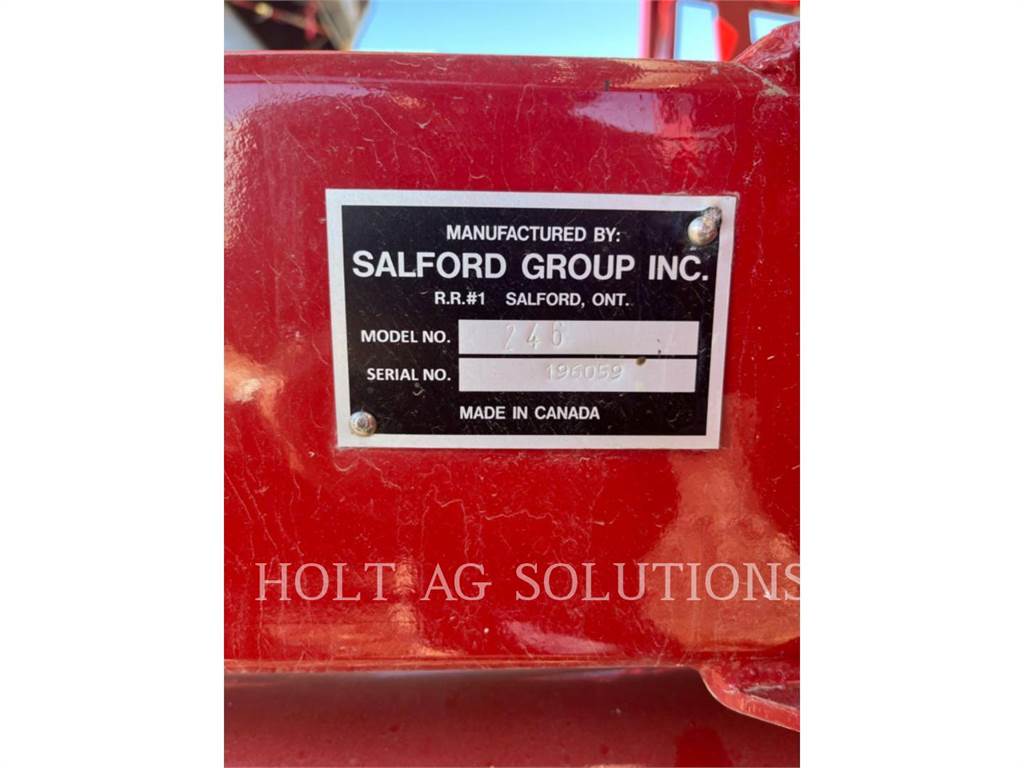 MANUFACTURED BY:
SALFORD GROUP INC.
R.R.#1 SALFORD, ONT.
MODEL NO. 246
SERIAL NO. 196059
MADE IN CANADA
HOLT AG SOLUTIONS